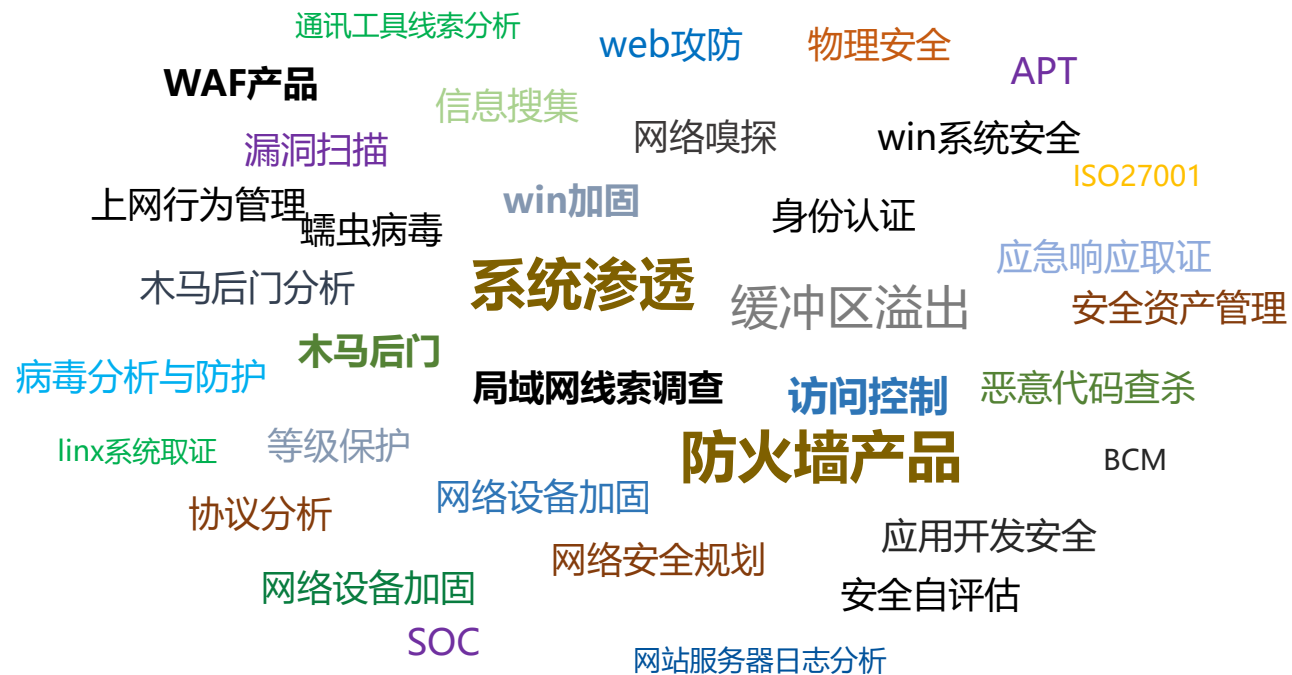 通讯工具线索分析
web攻防
物理安全
APT
WAF产品
信息搜集
网络嗅探
win系统安全
漏洞扫描
ISO27001
上网行为管理
win加固
身份认证
蠕虫病毒
应急响应取证
木马后门分析
系统渗透
缓冲区溢出
安全资产管理
木马后门
病毒分析与防护
局域网线索调查
访问控制
恶意代码查杀
linx系统取证
等级保护
防火墙产品
BCM
协议分析
网络设备加固
应用开发安全
网络安全规划
网络设备加固
安全自评估
SOC
网站服务器日志分析